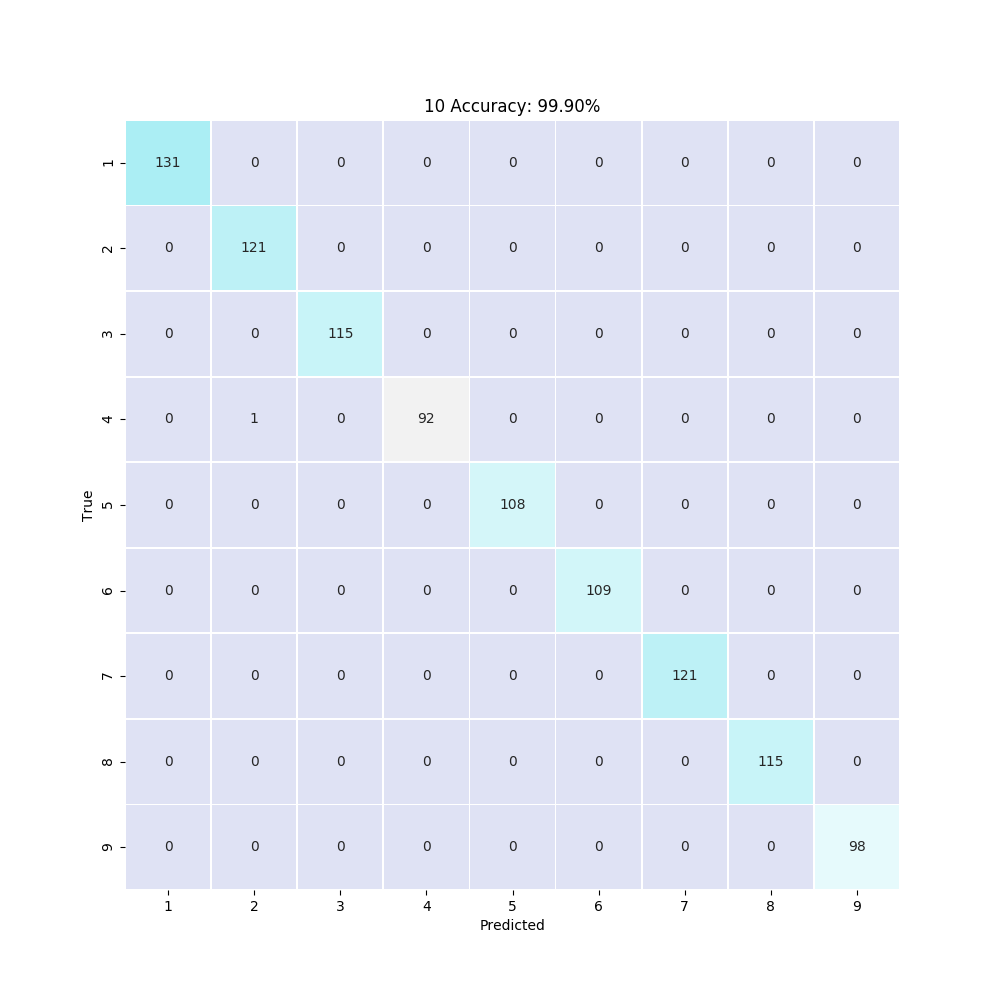 10 Accuracy: 99.90%
1 131 0 0 0 0 0 0 0 0
2 0 121 0 0 0 0 0 0 0
3 0 0 115 0 0 0 0 0 0
4 0 1 0 92 0 0 0 0 0
True
5 0 0 0 0 108 0 0 0 0
6 0 0 0 0 0 109 0 0 0
7 0 0 0 0 0 0 121 0 0
8 0 0 0 0 0 0 0 115 0
9 0 0 0 0 0 0 0 0 98
1 2 3 4 5 6 7 8 9
Predicted